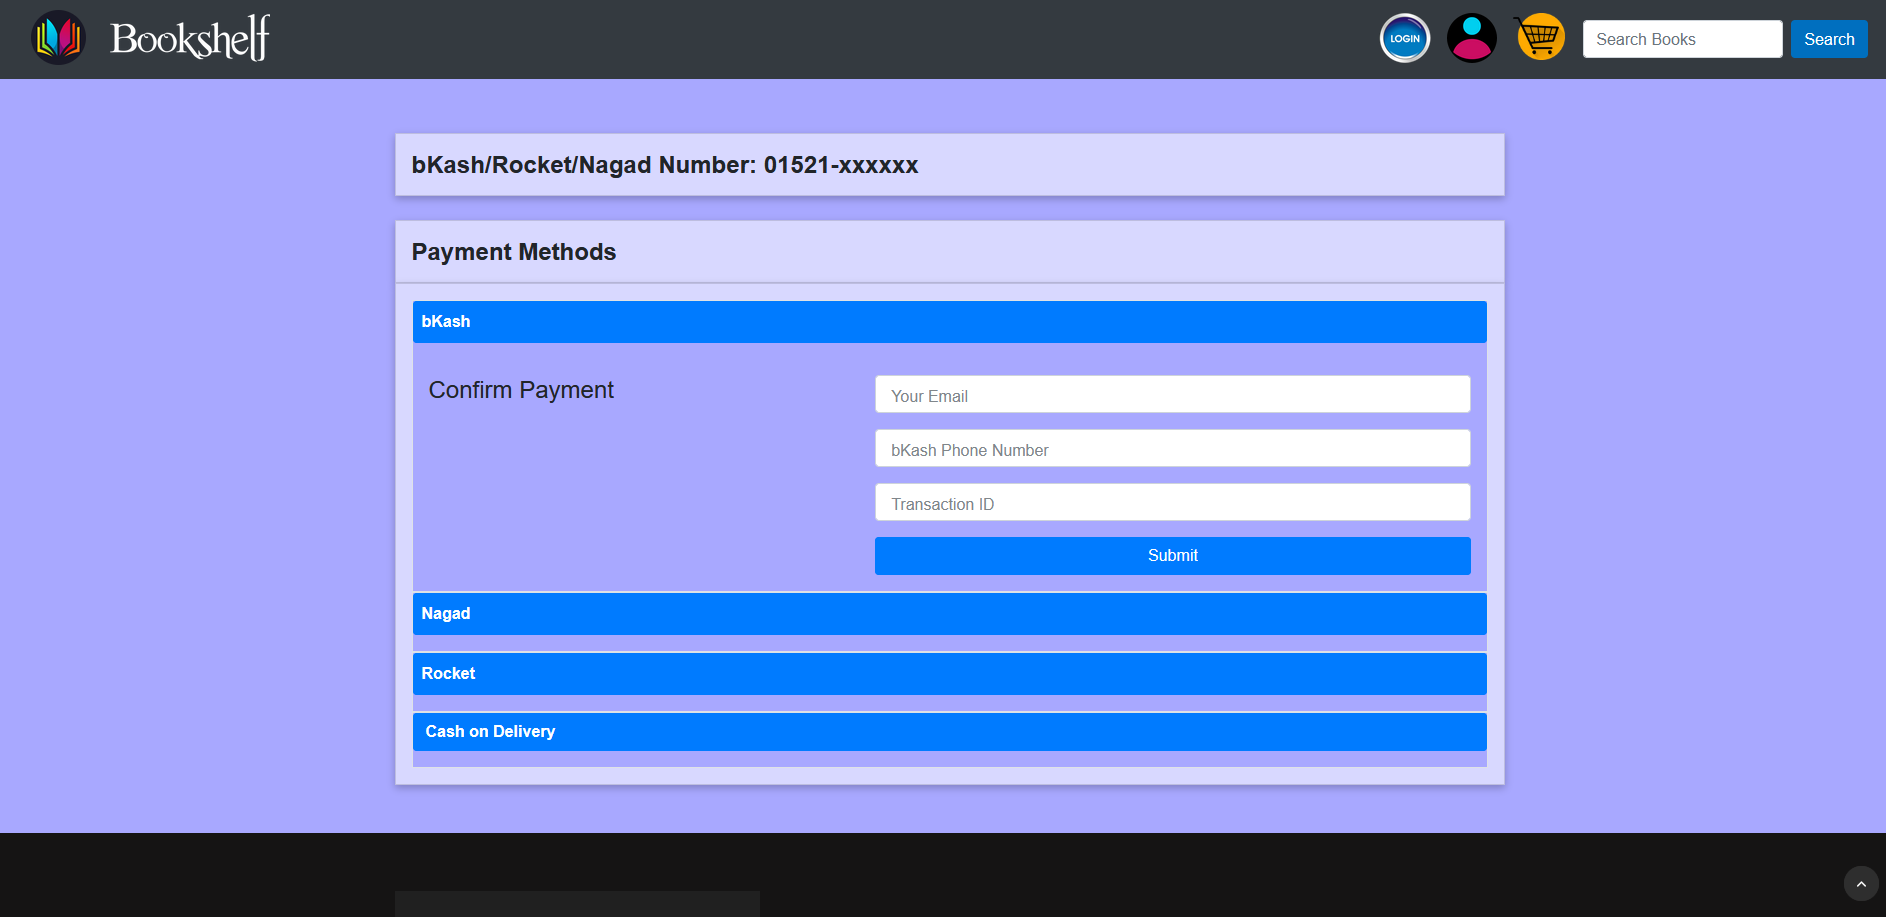 Bookshelf
LOGIN
Search Books
Search
bKash/Rocket/Nagad Number: 01521-xxxxxx
Payment Methods
bKash
Confirm Payment
Your Email
bKash Phone Number
Transaction ID
Submit
Nagad
Rocket
Cash on Delivery